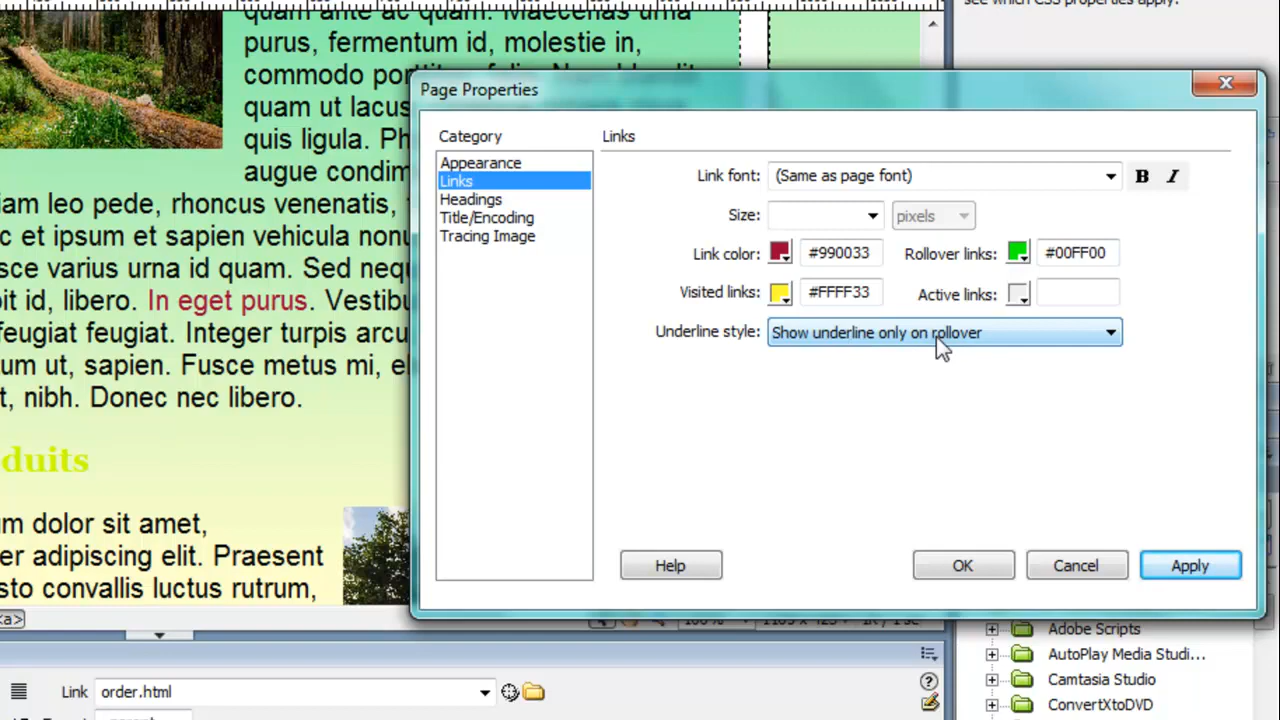 see which CSS properties apply.
quam ante ac quam. Maecenas urna
purus, fermentum id, molestie in,
commodo
quam ut lacus
quis ligula. Ph
augue condim
iam leo pede, rhoncus venenatis,
c et ipsum et sapien vehicula nonu
sce varius urna id quam. Sed neq
it id, libero. In eget purus. Vestibu
feugiat feugiat. Integer turpis arcu
um ut, sapien. Fusce metus mi, el
t, nibh. Donec nec libero.
duits
m dolor sit amet,
er adipiscing elit. Praesent
sto convallis luctus rutrum,
<a>
Page Properties
Category
Appearance
Links
Headings
Title/Encoding
Tracing Image
Links
Link font: (Same as page font) B I
Size: pixels
Link color: #990033 Rollover links: #00FF00
Visited links: #FFFF33 Active links:
Underline style: Show underline only on rollover
Help OK Cancel Apply
Link order.html
Adobe Scripts
AutoPlay Media Studi...
Camtasia Studio
ConvertXtoDVD